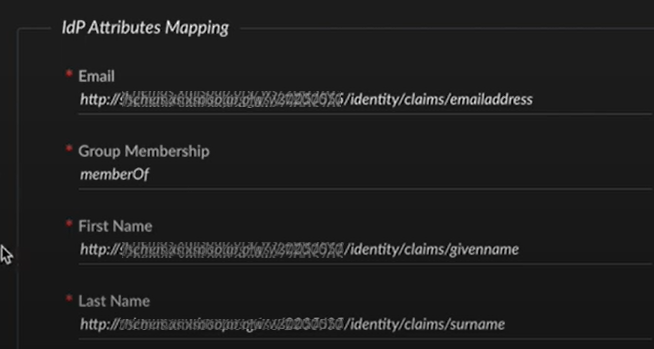 IdP Attributes Mapping
* Email
http:// /identity/claims/emailaddress
* Group Membership
memberOf
* First Name
http:// /identity/claims/givenname
* Last Name
http:// /identity/claims/surname